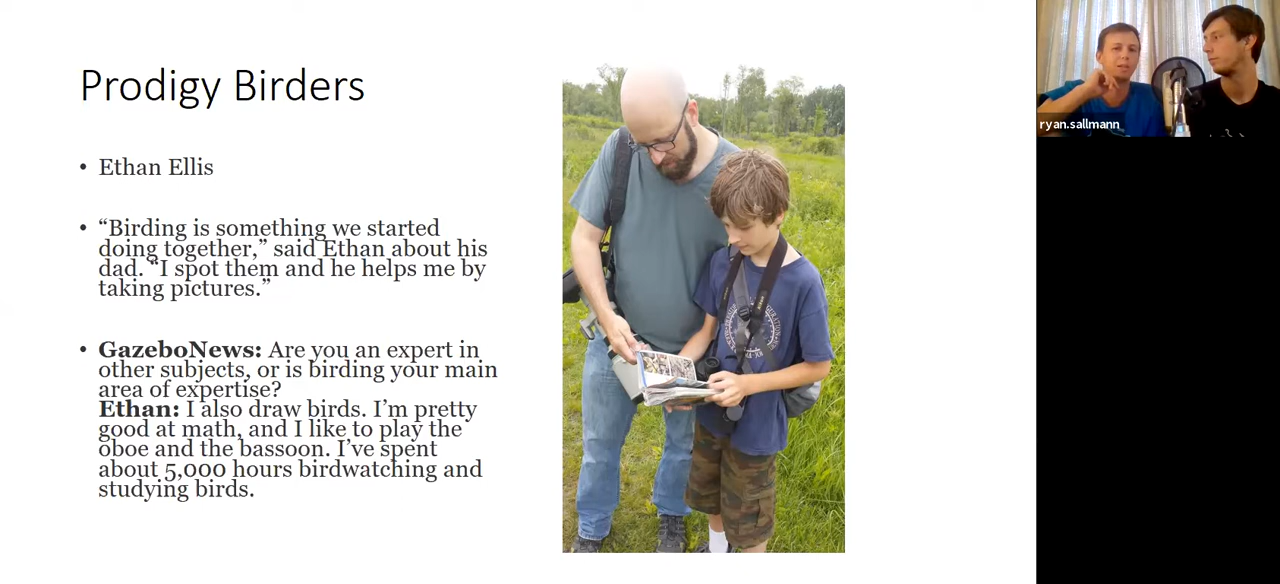 Prodigy Birders
• Ethan Ellis
• “Birding is something we started
doing together,” said Ethan about his
dad. “I spot them and he helps me by
taking pictures.”
• GazeboNews: Are you an expert in
other subjects, or is birding your main
area of expertise?
Ethan: I also draw birds. I’m pretty
good at math, and I like to play the
oboe and the bassoon. I’ve spent
about 5,000 hours birdwatching and
studying birds.
ryan.sallmann